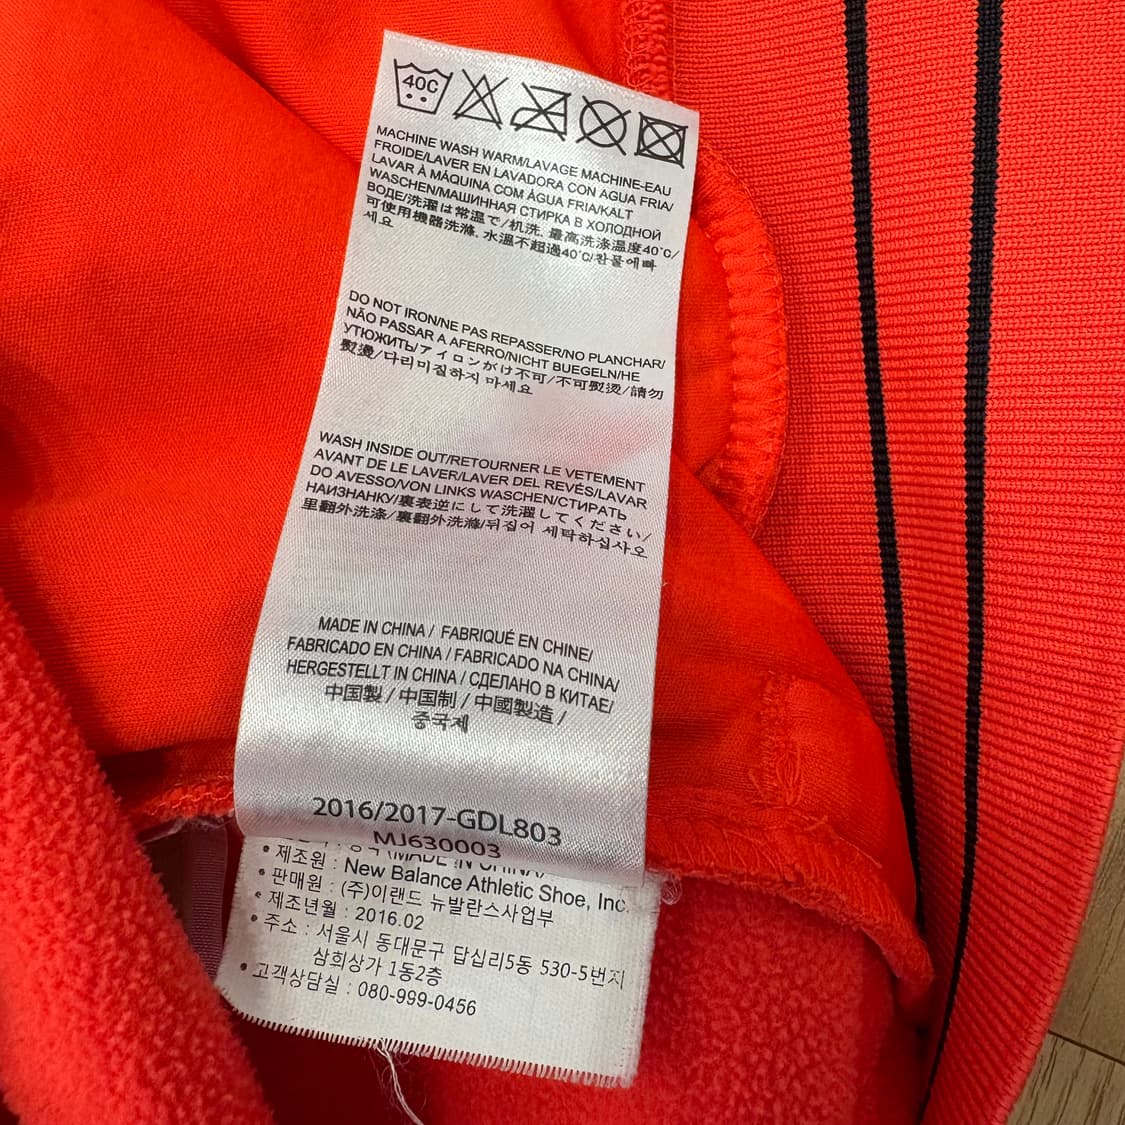 40C
MACHINE WASH WARM/LAVAGE MACHINE-EAU
FROIDE/LAVER EN LAVADORA CON AGUA FRIA/
LAVAR À MÁQUINA COM ÀGUA FRIA/KALT
WASCHEN/МАШИННАЯ СТИРКА В ХОЛОДНОЙ
ВОДЕ/洗濯は常温で/机洗, 最高洗涤温度40°C/
可使用機器洗滌, 水溫不超過40°C/찬물에빠
세요
DO NOT IRON/NE PAS REPASSER/NO PLANCHAR/
NÃO PASSAR A AFERRO/NICHT BUEGELN/НЕ
УТЮЖИТЬ/アイロンがけ不可/不可熨烫/請勿
熨燙/다리미질하지 마세요
WASH INSIDE OUT/RETOURNER LE VETEMENT
AVANT DE LE LAVER/LAVER DEL REVÉS/LAVAR
DO AVESSO/VON LINKS WASCHEN/СТИРАТЬ
НАИЗНАНКУ/裏表逆にして洗濯してください/
里翻外洗涤/裏翻外洗滌/뒤집어 세탁하십시오
MADE IN CHINA / FABRIQUÉ EN CHINE/
FABRICADO EN CHINA / FABRICADO NA CHINA/
HERGESTELLT IN CHINA / СДЕЛАНО В КИТАЕ/
中国製 / 中国制 / 中國製造 /
중국제
2016/2017-GDL803
MJ630003
(MADE IN CHINA)
• 제조원 : New Balance Athletic Shoe, Inc.
• 판매원 : (주)이랜드 뉴발란스사업부
• 제조년월 : 2016.02
• 주소 : 서울시 동대문구 답십리5동 530-5번지
삼희상가 1동2층
• 고객상담실 : 080-999-0456